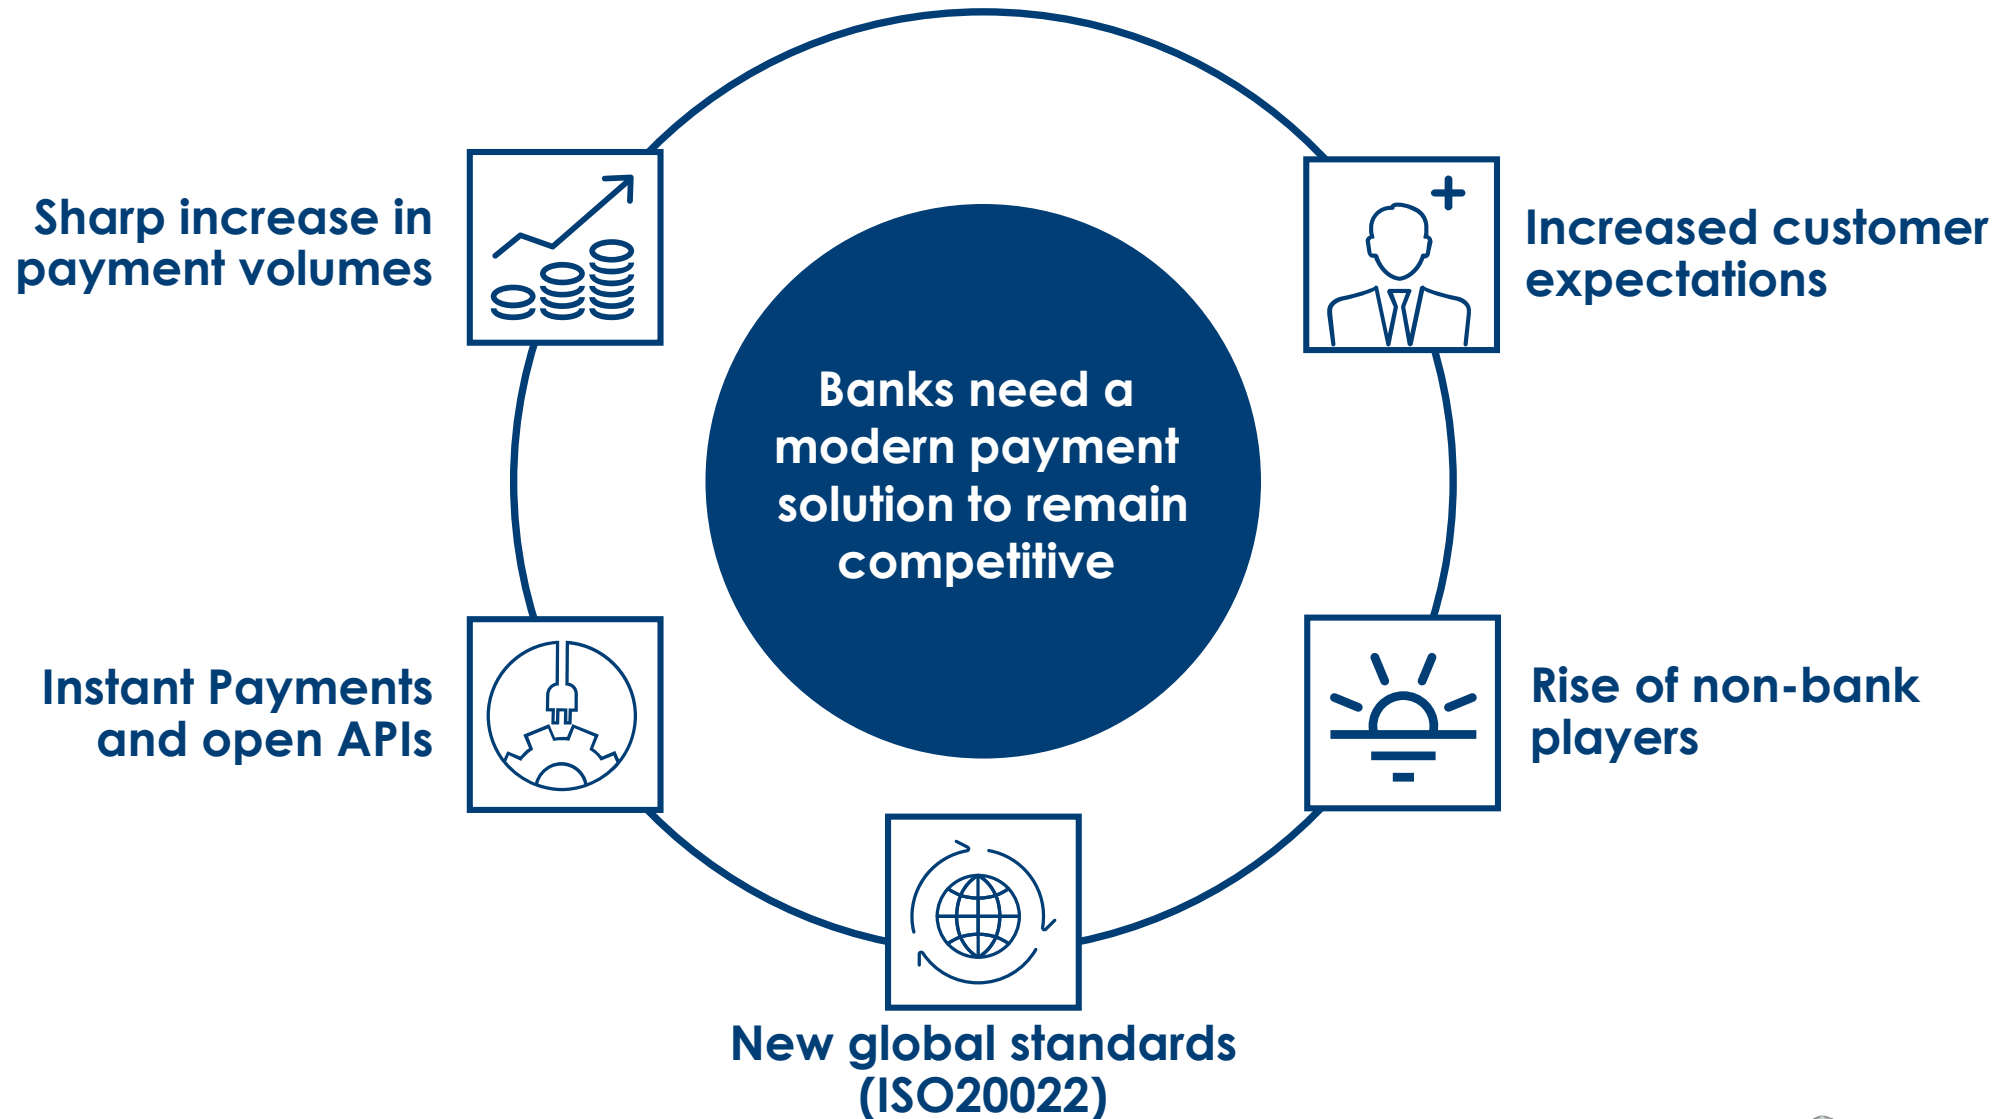 Sharp increase in
payment volumes
Increased customer
expectations
Banks need a
modern payment
solution to remain
competitive
Instant Payments
and open APIs
Rise of non-bank
players
New global standards
(ISO20022)